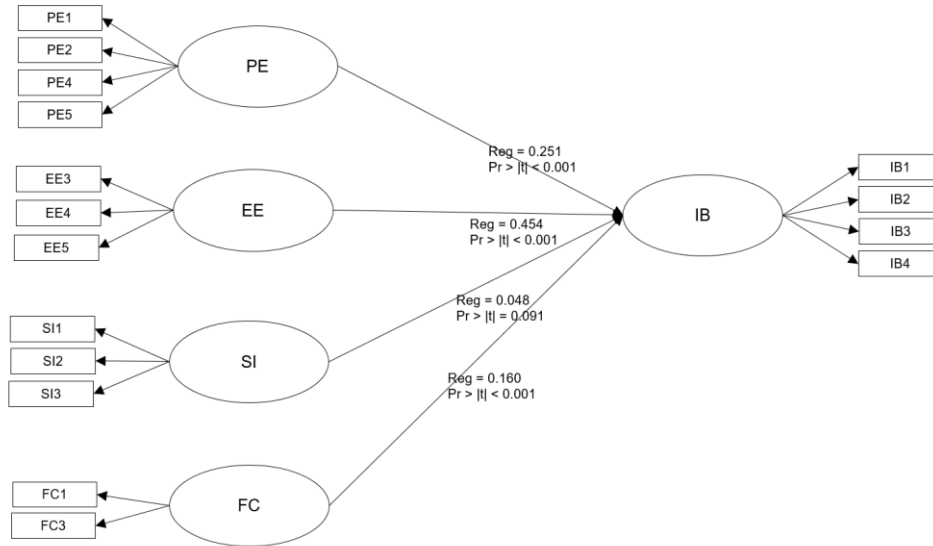 PE1
PE2
PE4
PE5
PE
Reg = 0.251
Pr > |t| < 0.001
EE3
EE4
EE5
EE
Reg = 0.454
Pr > |t| < 0.001
IB
IB1
IB2
IB3
IB4
SI1
SI2
SI3
SI
Reg = 0.048
Pr > |t| = 0.091
Reg = 0.160
Pr > |t| < 0.001
FC1
FC3
FC